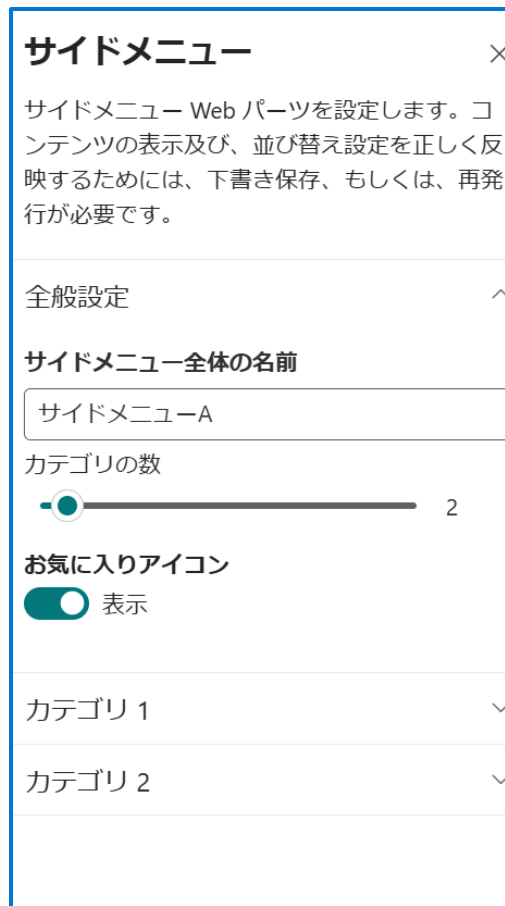 サイドメニュー
サイドメニュー Web パーツを設定します。コ
ンテンツの表示及び、並び替え設定を正しく反
映するためには、下書き保存、もしくは、再発
行が必要です。
全般設定
サイドメニュー全体の名前
サイドメニューA
カテゴリの数
2
お気に入りアイコン
表示
カテゴリ 1
カテゴリ 2